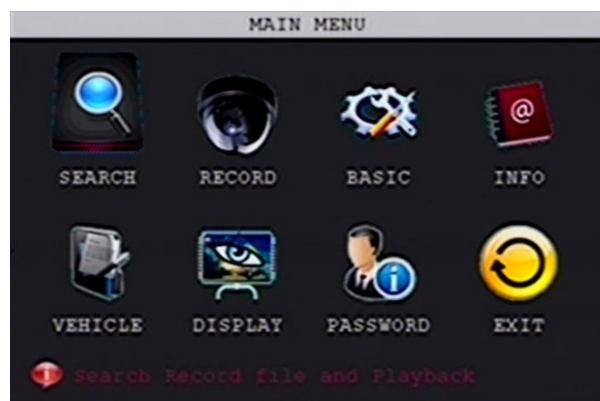 MAIN MENU
SEARCH RECORD BASIC INFO
VEHICLE DISPLAY PASSWORD EXIT
Search Record file and Playback